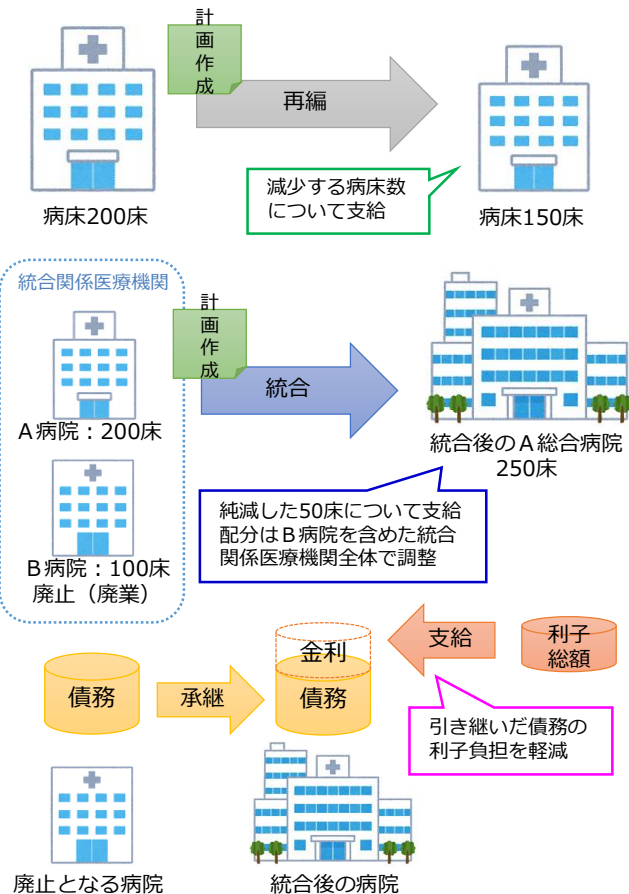 計画作成
再編
減少する病床数
について支給
病床200床
病床150床
統合関係医療機関
計画作成
統合
A病院：200床
統合後のA総合病院
250床
B病院：100床
廃止（廃業）
純減した50床について支給
配分はB病院を含めた統合
関係医療機関全体で調整
債務
承継
金利
債務
支給
利子
総額
引き継いだ債務の
利子負担を軽減
廃止となる病院
統合後の病院